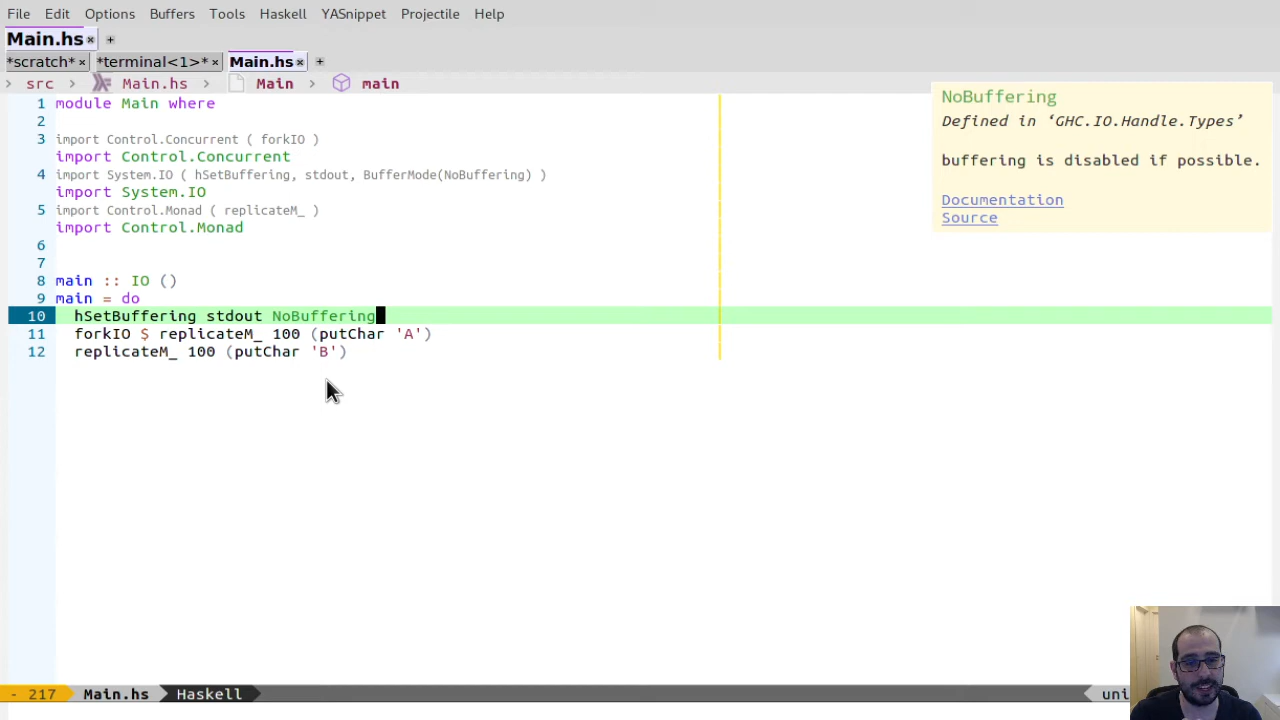 File Edit Options Buffers Tools Haskell YASnippet Projectile Help
Main.hs × +
*scratch* × *terminal<1>* × Main.hs × +
> src > Main.hs > Main > main
1 module Main where
2
3 import Control.Concurrent ( forkIO )
import Control.Concurrent
4 import System.IO ( hSetBuffering, stdout, BufferMode(NoBuffering) )
import System.IO
5 import Control.Monad ( replicateM_ )
import Control.Monad
6
7
8 main :: IO ()
9 main = do
10 hSetBuffering stdout NoBuffering
11 forkIO $ replicateM_ 100 (putChar 'A')
12 replicateM_ 100 (putChar 'B')
NoBuffering
Defined in ‘GHC.IO.Handle.Types’
buffering is disabled if possible.
Documentation
Source
- 217 Main.hs Haskell uni